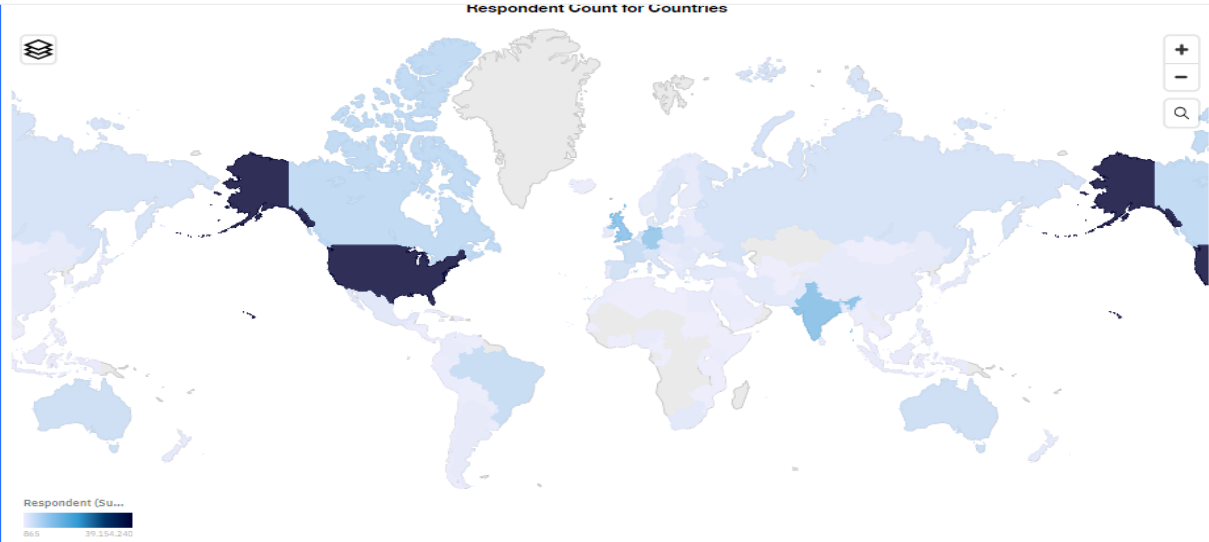 Respondent Count for Countries
+
−
Respondent (Su...
865 39.154.240